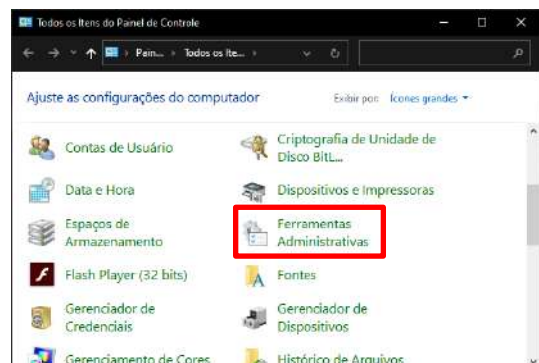 Todos os Itens do Painel de Controle
Pain... › Todos os Ite... ›
Ajuste as configurações do computador
Exibir por: Ícones grandes
Contas de Usuário
Criptografia de Unidade de
Disco BitL...
Data e Hora
Dispositivos e Impressoras
Espaços de
Armazenamento
Ferramentas
Administrativas
Flash Player (32 bits)
Fontes
Gerenciador de
Credenciais
Gerenciador de
Dispositivos
Gerenciamento de Cores
Histórico de Arquivos